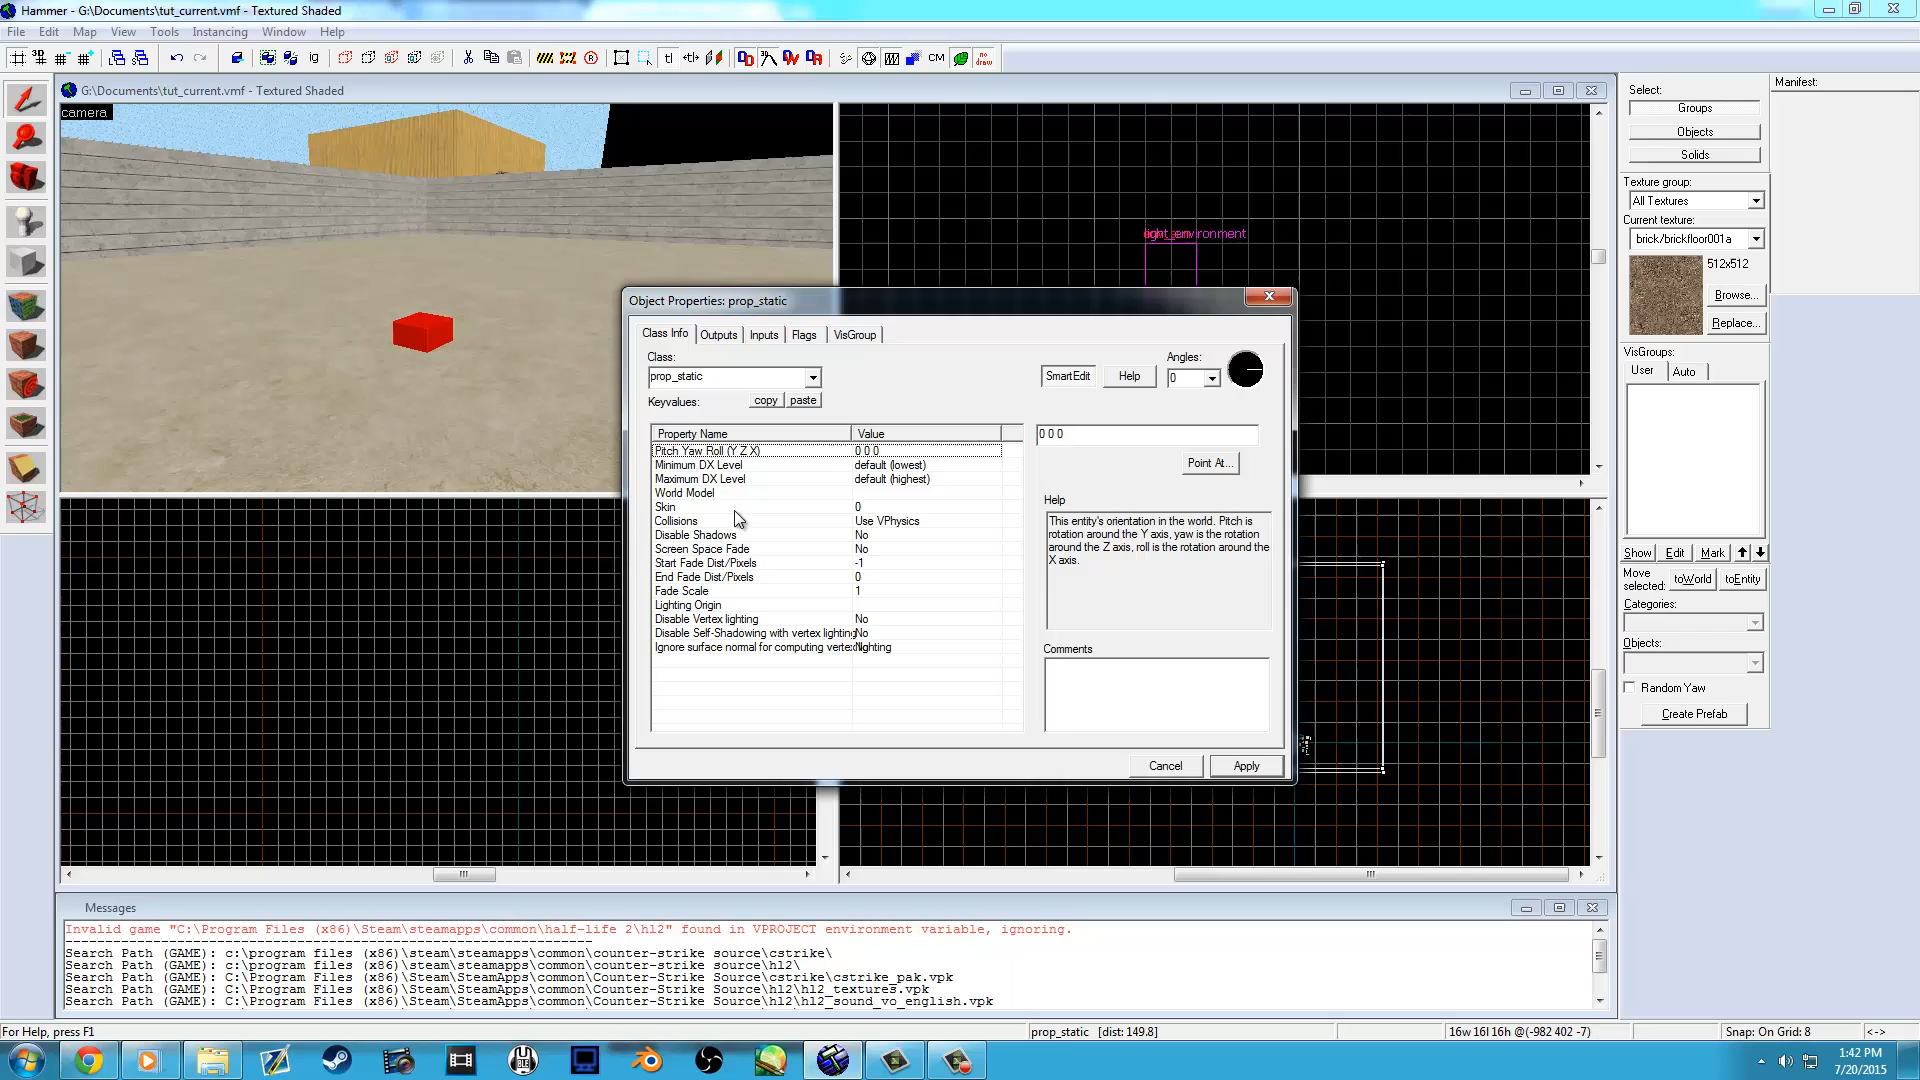 Hammer - G:\Documents\tut_current.vmf - Textured Shaded
File Edit Map View Tools Instancing Window Help
G:\Documents\tut_current.vmf - Textured Shaded
camera
Object Properties: prop_static
Class Info Outputs Inputs Flags VisGroup
Class:
prop_static
SmartEdit Help
Angles:
0
Keyvalues: copy paste
Property Name Value
Pitch Yaw Roll (Y Z X) 0 0 0
Minimum DX Level default (lowest)
Maximum DX Level default (highest)
World Model
Skin 0
Collisions Use VPhysics
Disable Shadows No
Screen Space Fade No
Start Fade Dist/Pixels -1
End Fade Dist/Pixels 0
Fade Scale 1
Lighting Origin
Disable Vertex lighting No
Disable Self-Shadowing with vertex lighting No
Ignore surface normal for computing vertex lighting
0 0 0
Point At...
Help
This entity's orientation in the world. Pitch is
rotation around the Y axis, yaw is the rotation
around the Z axis, roll is the rotation around the
X axis.
Comments
Cancel Apply
Select:
Groups
Objects
Solids
Texture group:
All Textures
Current texture:
brick/brickfloor001a
512x512
Browse...
Replace...
VisGroups:
User Auto
Show Edit Mark
Move
selected: toWorld toEntity
Categories:
Objects:
Random Yaw
Create Prefab
Manifest:
Messages
Invalid game "C:\Program Files (x86)\Steam\steamapps\common\half-life 2\hl2" found in VPROJECT environment variable, ignoring.
Search Path (GAME): c:\program files (x86)\steam\steamapps\common\counter-strike source\cstrike\
Search Path (GAME): c:\program files (x86)\steam\steamapps\common\counter-strike source\hl2\
Search Path (GAME): C:\Program Files (x86)\Steam\SteamApps\common\Counter-Strike Source\cstrike\cstrike_pak.vpk
Search Path (GAME): C:\Program Files (x86)\Steam\SteamApps\common\Counter-Strike Source\hl2\hl2_textures.vpk
Search Path (GAME): C:\Program Files (x86)\Steam\SteamApps\common\Counter-Strike Source\hl2\hl2_sound_vo_english.vpk
For Help, press F1
prop_static [dist: 149.8]
16w 16l 16h @(-982 402 -7)
Snap: On Grid: 8
<->
1:42 PM
7/20/2015